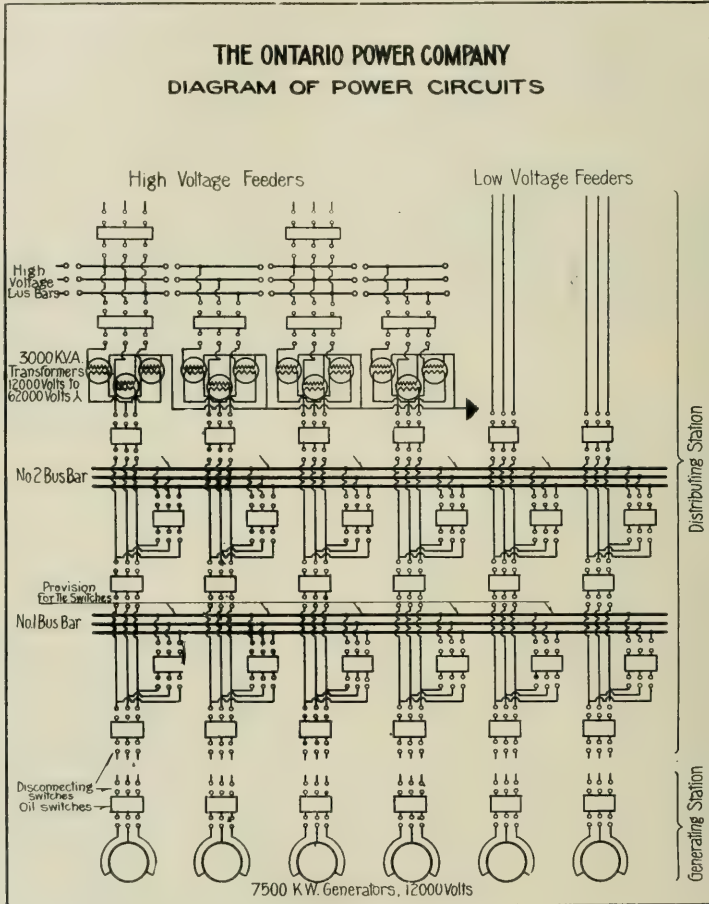 THE ONTARIO POWER COMPANY
DIAGRAM OF POWER CIRCUITS
High Voltage Feeders
Low Voltage Feeders
High
Voltage
Bus Bars
3000 K.V.A.
Transformers
12000 Volts to
62000 Volts
No 2 Bus Bar
Provision
for Tie Switches
No.1 Bus Bar
Distributing Station
Disconnecting
switches
Oil switches
Generating Station
7500 K.W. Generators, 12000 Volts